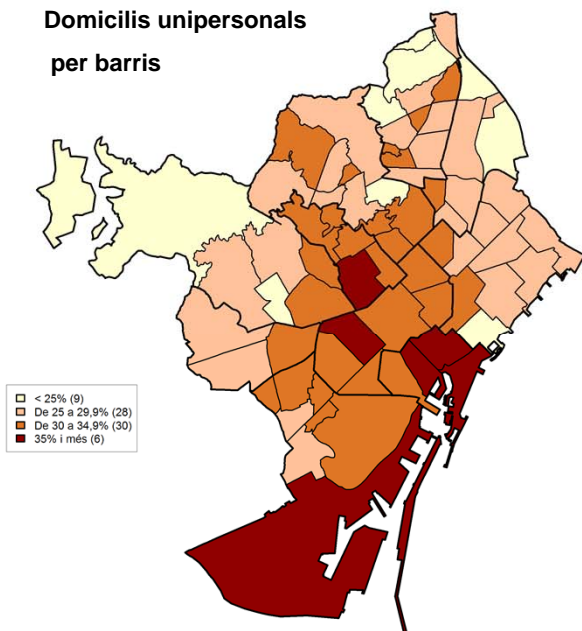 Domicilis unipersonals
per barris
< 25% (9)
De 25 a 29,9% (28)
De 30 a 34,9% (30)
35% i més (6)